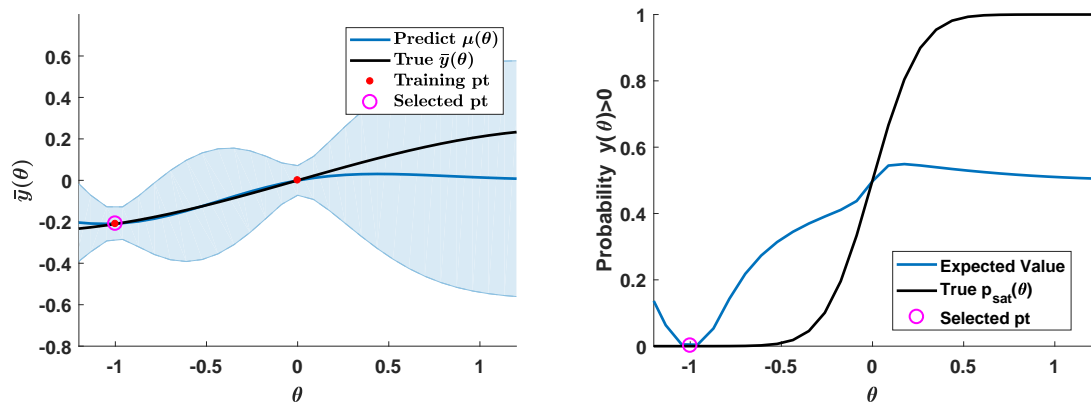 0.6
0.4
0.2
0
-0.2
-0.4
-0.6
-0.8
-1
-0.5
0
0.5
1
θ
ȳ(θ)
Predict μ(θ)
True ȳ(θ)
Training pt
Selected pt
1
0.8
0.6
0.4
0.2
0
-1
-0.5
0
0.5
1
θ
Probability y(θ)>0
Expected Value
True p_sat(θ)
Selected pt